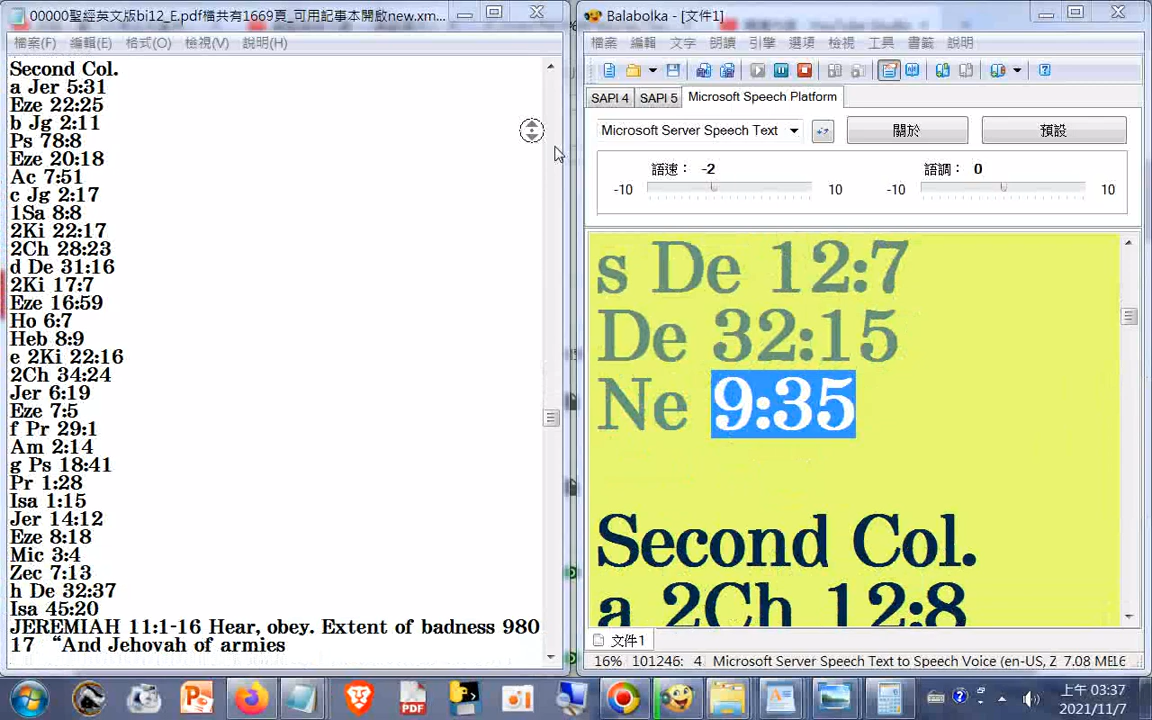 00000聖經英文版bi12_E.pdf檔共有1669頁_可用記事本開啟new.xm...
檔案(F) 編輯(E) 格式(O) 檢視(V) 說明(H)
Second Col.
a Jer 5:31
Eze 22:25
b Jg 2:11
Ps 78:8
Eze 20:18
Ac 7:51
c Jg 2:17
1Sa 8:8
2Ki 22:17
2Ch 28:23
d De 31:16
2Ki 17:7
Eze 16:59
Ho 6:7
Heb 8:9
e 2Ki 22:16
2Ch 34:24
Jer 6:19
Eze 7:5
f Pr 29:1
Am 2:14
g Ps 18:41
Pr 1:28
Isa 1:15
Jer 14:12
Eze 8:18
Mic 3:4
Zec 7:13
h De 32:37
Isa 45:20
JEREMIAH 11:1-16 Hear, obey. Extent of badness 980
17 “And Jehovah of armies
Balabolka - [文件1]
檔案 編輯 文字 朗讀 引擎 選項 檢視 工具 書籤 說明
SAPI 4 SAPI 5 Microsoft Speech Platform
Microsoft Server Speech Text 關於 預設
語速: -2 語調: 0
-10 10 -10 10
s De 12:7
De 32:15
Ne 9:35
Second Col.
a 2Ch 12:8
文件1
16% 101246: 4 Microsoft Server Speech Text to Speech Voice (en-US, Z 7.08 ME
上午 03:37
2021/11/7